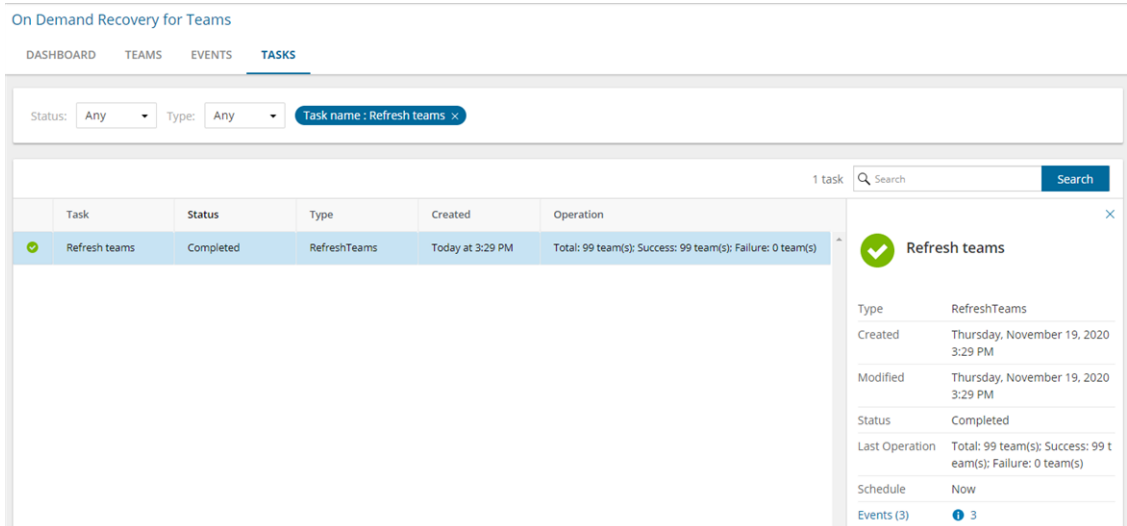 On Demand Recovery for Teams
DASHBOARD TEAMS EVENTS TASKS
Status: Any Type: Any Task name : Refresh teams ×
1 task Search Search
Task Status Type Created Operation
Refresh teams Completed RefreshTeams Today at 3:29 PM Total: 99 team(s); Success: 99 team(s); Failure: 0 team(s)
Refresh teams
Type RefreshTeams
Created Thursday, November 19, 2020
3:29 PM
Modified Thursday, November 19, 2020
3:29 PM
Status Completed
Last Operation Total: 99 team(s); Success: 99 t
eam(s); Failure: 0 team(s)
Schedule Now
Events (3) 3